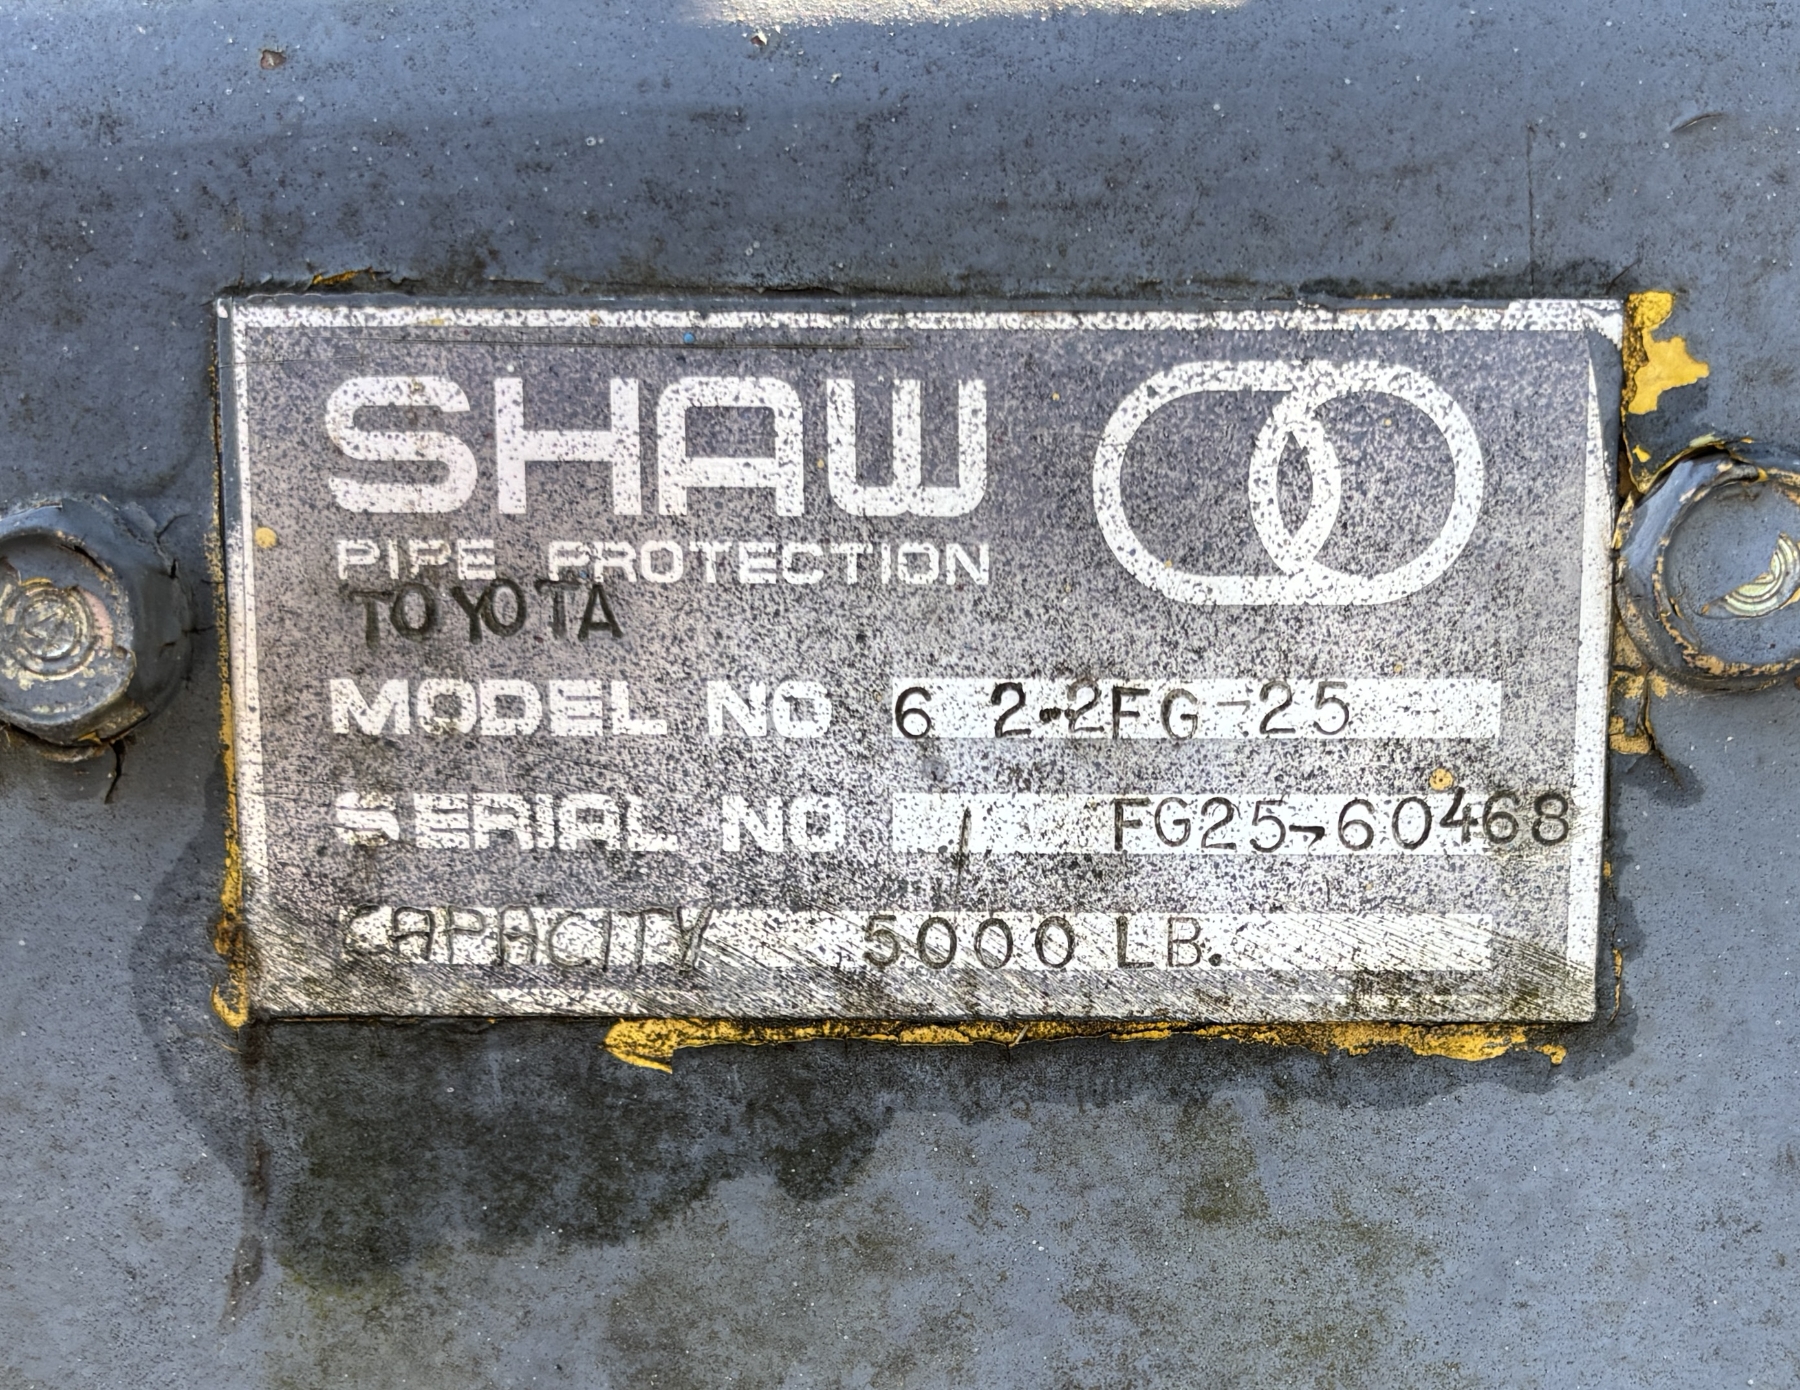 SHAW
PIPE PROTECTION
TOYOTA
MODEL NO 6 2-2FG-25
SERIAL NO FG25-60468
CAPACITY 5000 LB.